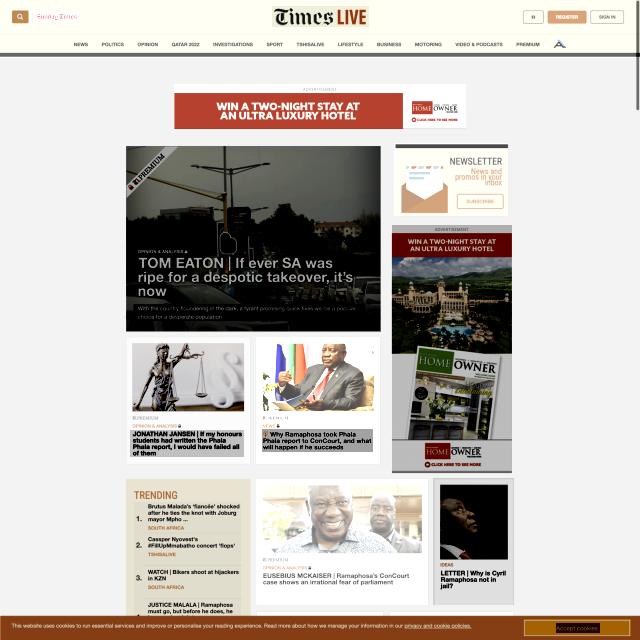 Sunday Times
Times LIVE
REGISTER
SIGN IN
NEWS
POLITICS
OPINION
QATAR 2022
INVESTIGATIONS
SPORT
TSHISALIVE
LIFESTYLE
BUSINESS
MOTORING
VIDEO & PODCASTS
PREMIUM
ADVERTISEMENT
WIN A TWO-NIGHT STAY AT
AN ULTRA LUXURY HOTEL
HOME OWNER
CLICK HERE TO SEE MORE
PREMIUM
OPINION & ANALYSIS
TOM EATON | If ever SA was
ripe for a despotic takeover, it's
now
With the country floundering in the dark, a tyrant promising quick fixes will be a populist
choice for a desperate population
NEWSLETTER
News and
promos in your
inbox
SUBSCRIBE
ADVERTISEMENT
WIN A TWO-NIGHT STAY AT
AN ULTRA LUXURY HOTEL
HOME OWNER
HOME OWNER
CLICK HERE TO SEE MORE
PREMIUM
OPINION & ANALYSIS
JONATHAN JANSEN | If my honours
students had written the Phala
Phala report, I would have failed all
of them
NEWS
Why Ramaphosa took Phala
Phala report to ConCourt, and what
will happen if he succeeds
TRENDING
1. Brutus Malada's 'fiancée' shocked
after he ties the knot with Joburg
mayor Mpho ...
SOUTH AFRICA
2. Cassper Nyovest's
#FillUpMmabatho concert 'flops'
TSHISALIVE
3. WATCH | Bikers shoot at hijackers
in KZN
SOUTH AFRICA
JUSTICE MALALA | Ramaphosa
must go, but before he does, he
PREMIUM
OPINION & ANALYSIS
EUSEBIUS MCKAISER | Ramaphosa's ConCourt
case shows an irrational fear of parliament
IDEAS
LETTER | Why is Cyril
Ramaphosa not in
jail?
This website uses cookies to run essential services and improve or personalise your reading experience. Read more about how we manage your information in our privacy and cookie policies.
Accept cookies